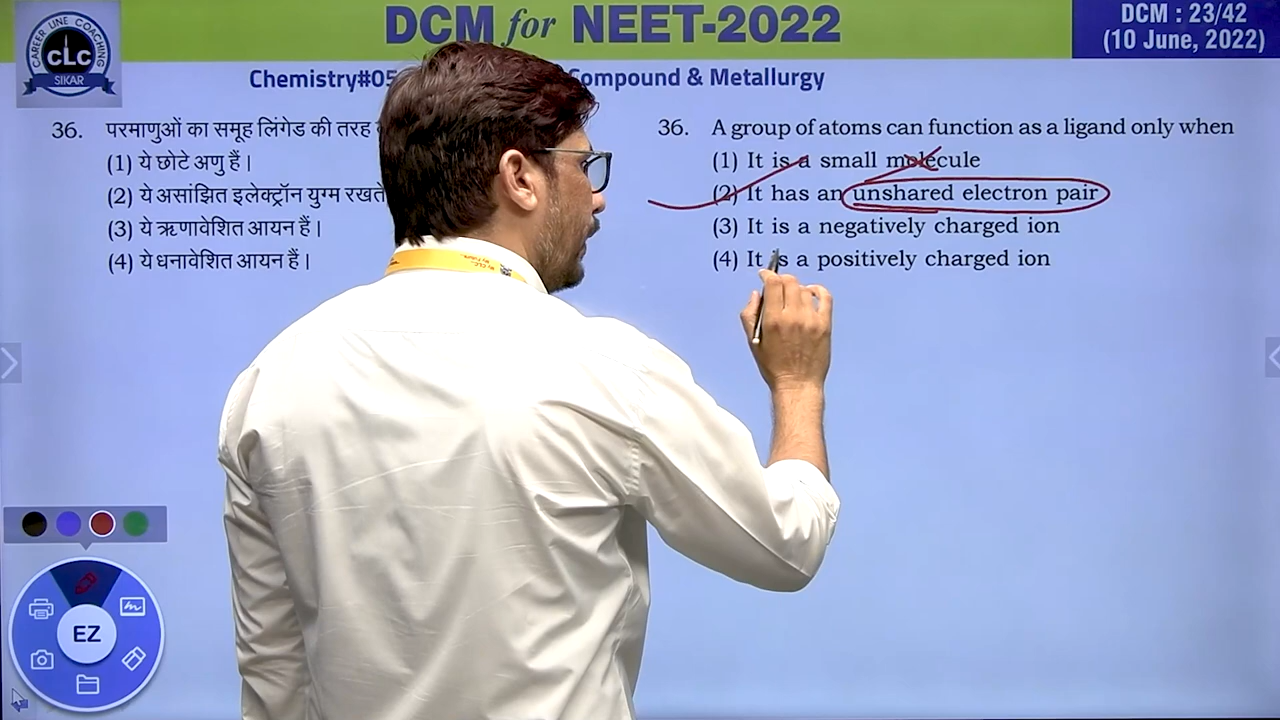 DCM for NEET-2022
DCM : 23/42
(10 June, 2022)
CAREER LINE COACHING
CLC
SIKAR
Chemistry#05 Compound & Metallurgy
36. परमाणुओं का समूह लिंगेड की तरह
(1) ये छोटे अणु हैं।
(2) ये असांझित इलेक्ट्रॉन युग्म रखते
(3) ये ऋणावेशित आयन हैं।
(4) ये धनावेशित आयन हैं।
36. A group of atoms can function as a ligand only when
(1) It is a small molecule
(2) It has an unshared electron pair
(3) It is a negatively charged ion
(4) It is a positively charged ion
EZ